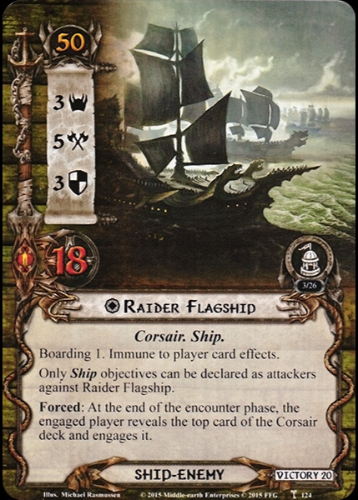 50
3
5
3
18
3/26
Raider Flagship
Corsair. Ship.
Boarding 1. Immune to player card effects.
Only Ship objectives can be declared as attackers
against Raider Flagship.
Forced: At the end of the encounter phase, the
engaged player reveals the top card of the Corsair
deck and engages it.
SHIP-ENEMY
VICTORY 20
Illus. Michael Rasmussen
© 2015 Middle-earth Enterprises © 2015 FFG
124